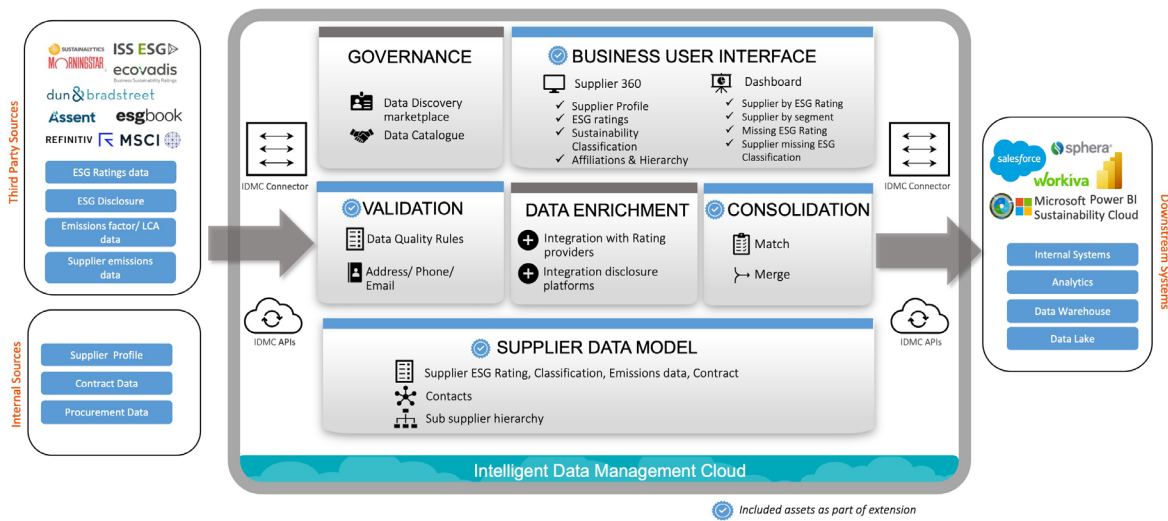 Third Party Sources
SUSTAINALYTICS
MORNINGSTAR
ISS ESG
ecovadis
Business Sustainability Ratings
dun & bradstreet
Assent
esgbook
REFINITIV
MSCI
ESG Ratings data
ESG Disclosure
Emissions factor/ LCA
data
Supplier emissions
data
Internal Sources
Supplier Profile
Contract Data
Procurement Data
IDMC Connector
IDMC APIs
GOVERNANCE
Data Discovery
marketplace
Data Catalogue
BUSINESS USER INTERFACE
Supplier 360
✓ Supplier Profile
✓ ESG ratings
✓ Sustainability
Classification
✓ Affiliations & Hierarchy
Dashboard
✓ Supplier by ESG Rating
✓ Supplier by segment
✓ Missing ESG Rating
✓ Supplier missing ESG
Classification
VALIDATION
Data Quality Rules
Address/ Phone/
Email
DATA ENRICHMENT
Integration with Rating
providers
Integration disclosure
platforms
CONSOLIDATION
Match
Merge
SUPPLIER DATA MODEL
Supplier ESG Rating, Classification, Emissions data, Contract
Contacts
Sub supplier hierarchy
Intelligent Data Management Cloud
IDMC Connector
IDMC APIs
Downstream Systems
salesforce
sphera
workiva
Microsoft Power BI
Sustainability Cloud
Internal Systems
Analytics
Data Warehouse
Data Lake
Included assets as part of extension